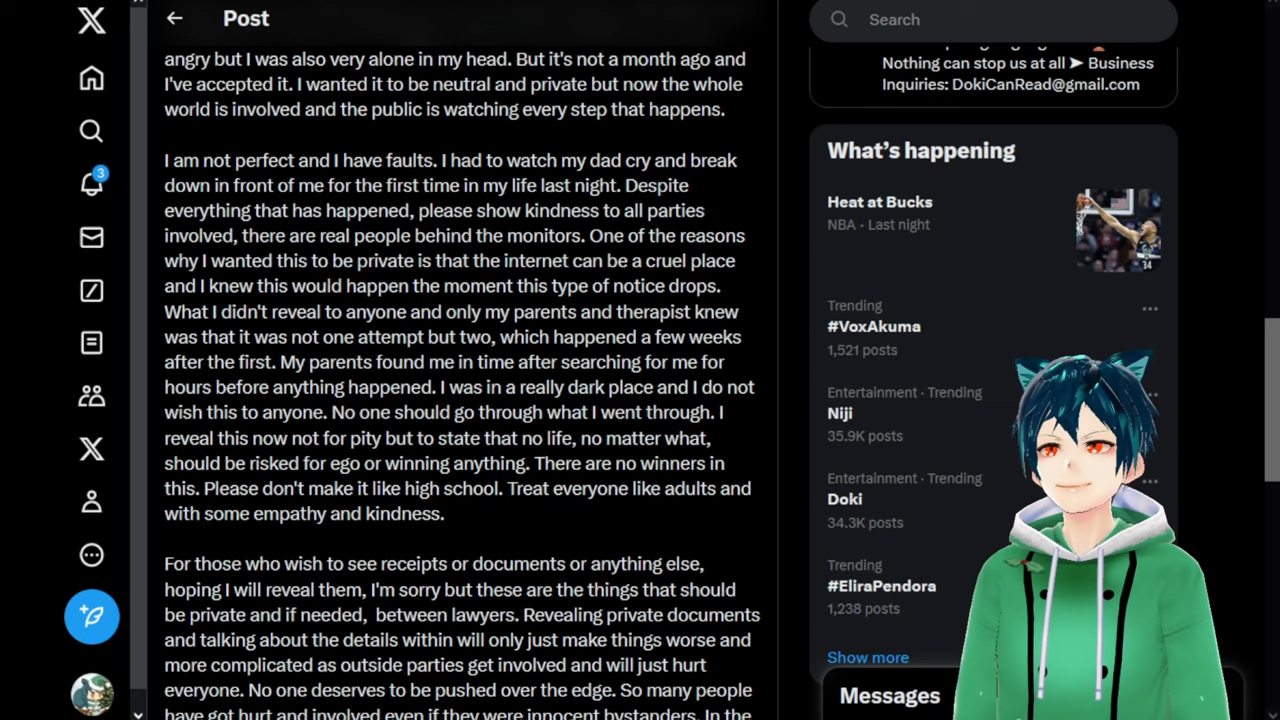 Post
angry but I was also very alone in my head. But it's not a month ago and
I've accepted it. I wanted it to be neutral and private but now the whole
world is involved and the public is watching every step that happens.
I am not perfect and I have faults. I had to watch my dad cry and break
down in front of me for the first time in my life last night. Despite
everything that has happened, please show kindness to all parties
involved, there are real people behind the monitors. One of the reasons
why I wanted this to be private is that the internet can be a cruel place
and I knew this would happen the moment this type of notice drops.
What I didn't reveal to anyone and only my parents and therapist knew
was that it was not one attempt but two, which happened a few weeks
after the first. My parents found me in time after searching for me for
hours before anything happened. I was in a really dark place and I do not
wish this to anyone. No one should go through what I went through. I
reveal this now not for pity but to state that no life, no matter what,
should be risked for ego or winning anything. There are no winners in
this. Please don't make it like high school. Treat everyone like adults and
with some empathy and kindness.
For those who wish to see receipts or documents or anything else,
hoping I will reveal them, I'm sorry but these are the things that should
be private and if needed, between lawyers. Revealing private documents
and talking about the details within will only just make things worse and
more complicated as outside parties get involved and will just hurt
everyone. No one deserves to be pushed over the edge. So many people
have got hurt and involved even if they were innocent bystanders. In the
3
Search
Nothing can stop us at all ➤ Business
Inquiries: DokiCanRead@gmail.com
What's happening
Heat at Bucks
NBA · Last night
34
Trending
#VoxAkuma
1,521 posts
Entertainment · Trending
Niji
35.9K posts
Entertainment · Trending
Doki
34.3K posts
Trending
#EliraPendora
1,238 posts
Show more
Messages